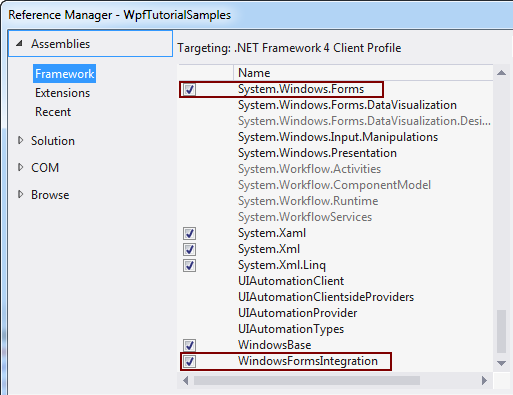 Reference Manager - WpfTutorialSamples
Assemblies
Framework
Extensions
Recent
Solution
COM
Browse
Targeting: .NET Framework 4 Client Profile
Name
System.Windows.Forms
System.Windows.Forms.DataVisualization
System.Windows.Forms.DataVisualization.Desi...
System.Windows.Input.Manipulations
System.Windows.Presentation
System.Workflow.Activities
System.Workflow.ComponentModel
System.Workflow.Runtime
System.WorkflowServices
System.Xaml
System.Xml
System.Xml.Linq
UIAutomationClient
UIAutomationClientsideProviders
UIAutomationProvider
UIAutomationTypes
WindowsBase
WindowsFormsIntegration